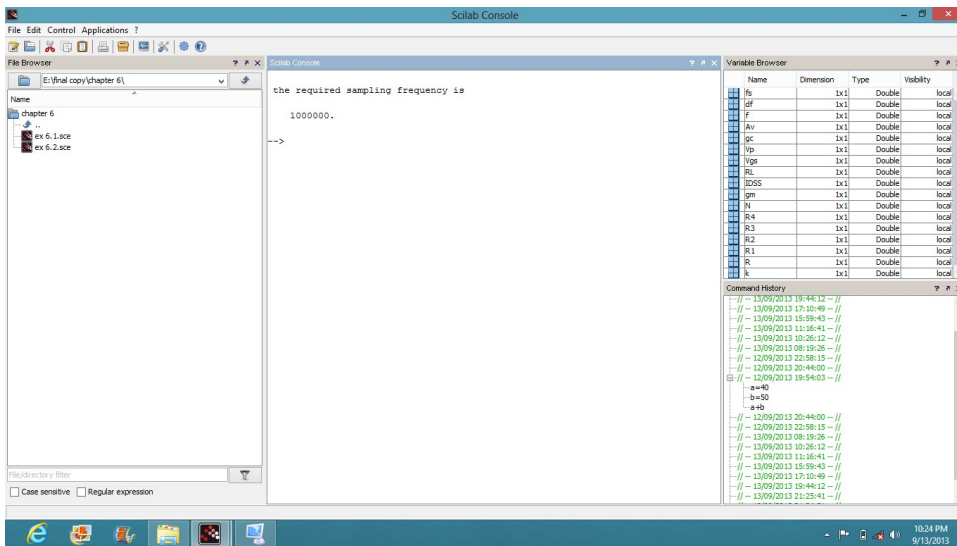 Scilab Console
File Edit Control Applications ?
File Browser
E:\final copy\chapter 6\
Name
chapter 6
..
ex 6.1.sce
ex 6.2.sce
File/directory filter
Case sensitive Regular expression
Scilab Console
the required sampling frequency is
1000000.
-->
Variable Browser
Name Dimension Type Visibility
fs 1x1 Double local
df 1x1 Double local
f 1x1 Double local
Av 1x1 Double local
gc 1x1 Double local
Vp 1x1 Double local
Vgs 1x1 Double local
RL 1x1 Double local
IDSS 1x1 Double local
gm 1x1 Double local
N 1x1 Double local
R4 1x1 Double local
R3 1x1 Double local
R2 1x1 Double local
R1 1x1 Double local
R 1x1 Double local
k 1x1 Double local
Command History
// -- 13/09/2013 19:44:12 -- //
// -- 13/09/2013 17:10:49 -- //
// -- 13/09/2013 15:59:43 -- //
// -- 13/09/2013 11:16:41 -- //
// -- 13/09/2013 10:26:12 -- //
// -- 13/09/2013 08:19:26 -- //
// -- 12/09/2013 22:58:15 -- //
// -- 12/09/2013 20:44:00 -- //
// -- 12/09/2013 19:54:03 -- //
a=40
b=50
a+b
// -- 12/09/2013 20:44:00 -- //
// -- 12/09/2013 22:58:15 -- //
// -- 13/09/2013 08:19:26 -- //
// -- 13/09/2013 10:26:12 -- //
// -- 13/09/2013 11:16:41 -- //
// -- 13/09/2013 15:59:43 -- //
// -- 13/09/2013 17:10:49 -- //
// -- 13/09/2013 19:44:12 -- //
// -- 13/09/2013 21:25:41 -- //
10:24 PM
9/13/2013